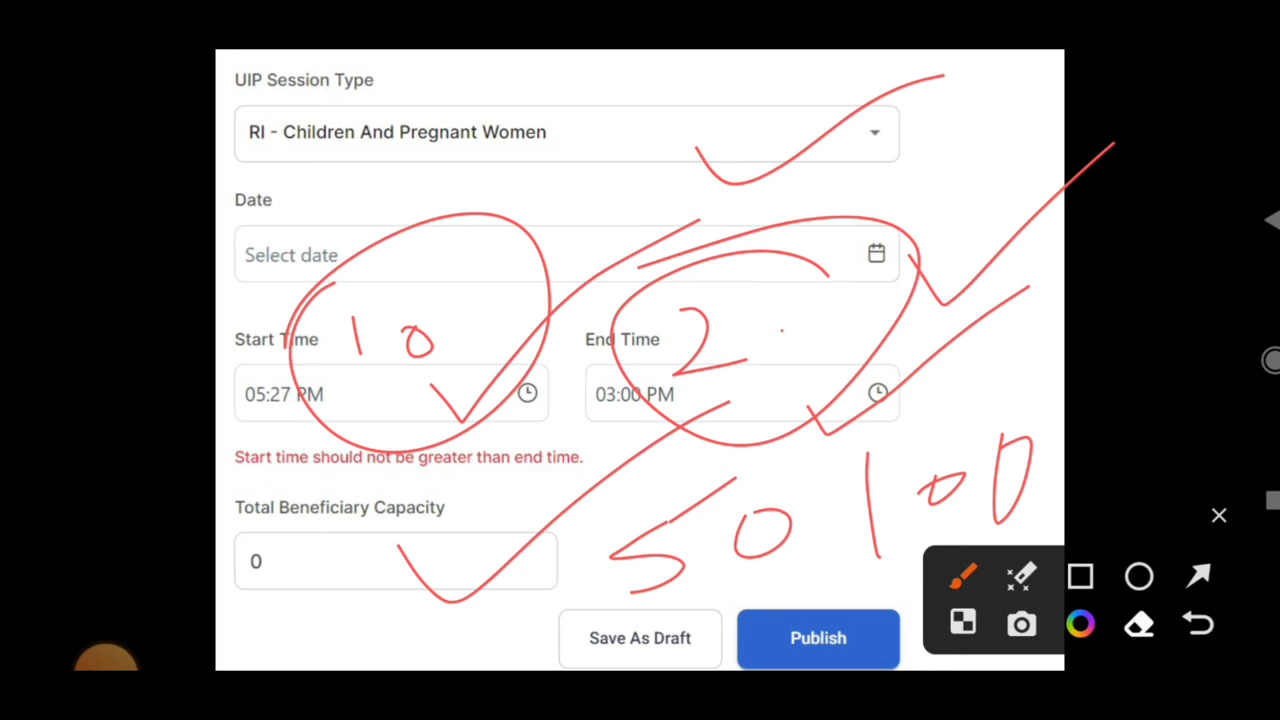 UIP Session Type
RI - Children And Pregnant Women
Date
Select date
10
2
Start Time
End Time
05:27 PM
03:00 PM
Start time should not be greater than end time.
Total Beneficiary Capacity
50 100
0
Save As Draft
Publish